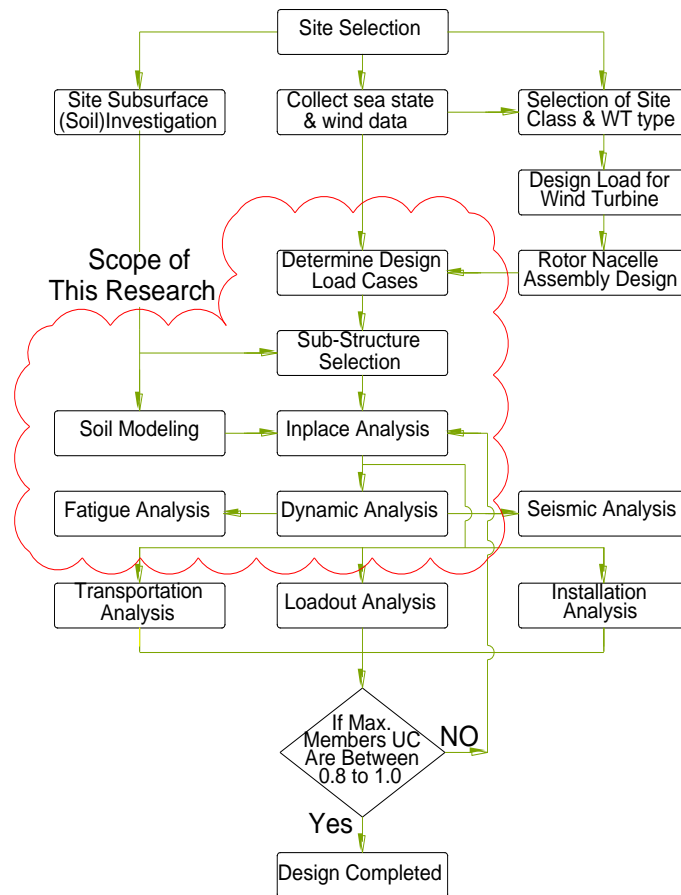 Site Selection
Site Subsurface
(Soil)Investigation
Collect sea state
& wind data
Selection of Site
Class & WT type
Design Load for
Wind Turbine
Scope of
This Research
Determine Design
Load Cases
Rotor Nacelle
Assembly Design
Sub-Structure
Selection
Soil Modeling
Inplace Analysis
Fatigue Analysis
Dynamic Analysis
Seismic Analysis
Transportation
Analysis
Loadout Analysis
Installation
Analysis
If Max.
Members UC
Are Between
0.8 to 1.0
NO
Yes
Design Completed